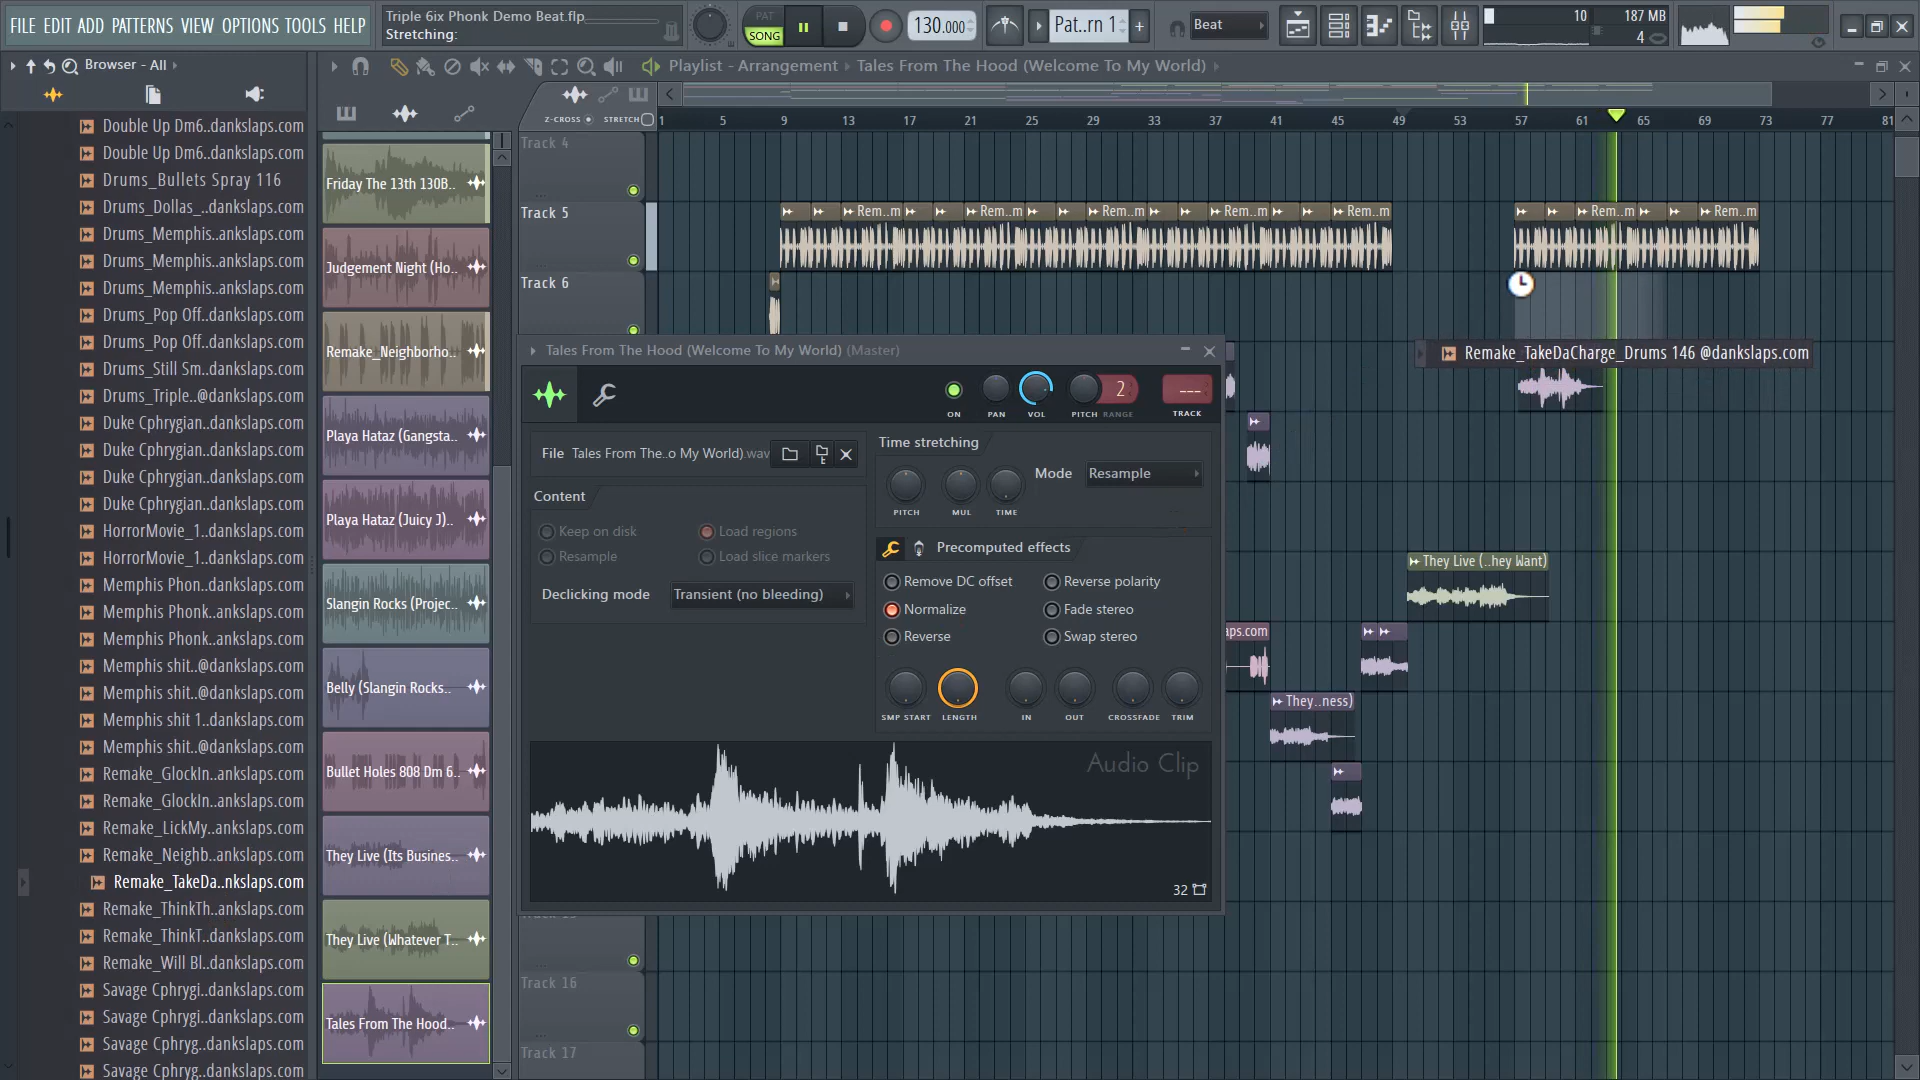 FILE EDIT ADD PATTERNS VIEW OPTIONS TOOLS HELP
Triple 6ix Phonk Demo Beat.flp
Stretching:
PAT
SONG
130.000
Pat..rn 1
Beat
10
187 MB
4
Browser - All
Playlist - Arrangement
Tales From The Hood (Welcome To My World)
Double Up Dm6..dankslaps.com
Double Up Dm6..dankslaps.com
Drums_Bullets Spray 116
Drums_Dollas_..dankslaps.com
Drums_Memphis..dankslaps.com
Drums_Memphis..ankslaps.com
Drums_Memphis..dankslaps.com
Drums_Pop Off..dankslaps.com
Drums_Pop Off..dankslaps.com
Drums_Still Sm..dankslaps.com
Drums_Triple..@dankslaps.com
Duke Cphrygian..dankslaps.com
Duke Cphrygian..dankslaps.com
Duke Cphrygian..dankslaps.com
Duke Cphrygian..dankslaps.com
HorrorMovie_1..dankslaps.com
HorrorMovie_1..dankslaps.com
Memphis Phon..dankslaps.com
Memphis Phonk..dankslaps.com
Memphis Phonk..dankslaps.com
Memphis shit..@dankslaps.com
Memphis shit..@dankslaps.com
Memphis shit 1..dankslaps.com
Memphis shit..@dankslaps.com
Remake_GlockIn..dankslaps.com
Remake_GlockIn..dankslaps.com
Remake_LickMy..ankslaps.com
Remake_Neighb..ankslaps.com
Remake_TakeDa..nkslaps.com
Remake_ThinkTh..dankslaps.com
Remake_ThinkT..dankslaps.com
Remake_Will Bl..dankslaps.com
Savage Cphrygi..dankslaps.com
Savage Cphrygi..dankslaps.com
Savage Cphryg..dankslaps.com
Savage Cphryg..dankslaps.com
Friday The 13th 130B..
Judgement Night (Ho..
Remake_Neighborho..
Playa Hataz (Gangsta..
Playa Hataz (Juicy J)..
Slangin Rocks (Projec..
Belly (Slangin Rocks..
Bullet Holes 808 Dm 6..
They Live (Its Busines..
They Live (Whatever T..
Tales From The Hood..
Z-CROSS
STRETCH
1 5 9 13 17 21 25 29 33 37 41 45 49 53 57 61 65 69 73 77 81
Track 4
Track 5
Rem..m Rem..m Rem..m Rem..m Rem..m Rem..m Rem..m
Track 6
Remake_TakeDaCharge_Drums 146 @dankslaps.com
They Live (..hey Want)
aps.com
They..ness)
Track 16
Track 17
Tales From The Hood (Welcome To My World) (Master)
ON
PAN
VOL
PITCH
RANGE
2
---
TRACK
File
Tales From The..o My World).wav
Content
Keep on disk
Load regions
Resample
Load slice markers
Declicking mode
Transient (no bleeding)
Time stretching
PITCH
MUL
TIME
Mode
Resample
Precomputed effects
Remove DC offset
Reverse polarity
Normalize
Fade stereo
Reverse
Swap stereo
SMP START
LENGTH
IN
OUT
CROSSFADE
TRIM
Audio Clip
32